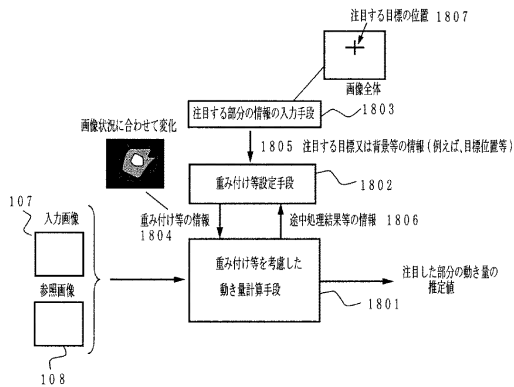 注目する目標の位置 1807
画像全体
注目する部分の情報の入力手段
1803
画像状況に合わせて変化
1805 注目する目標又は背景等の情報(例えば、目標位置等)
重み付け等設定手段
1802
107
入力画像
重み付け等の情報
1804
途中処理結果等の情報 1806
重み付け等を考慮した
動き量計算手段
注目した部分の動き量の
推定値
1801
参照画像
108